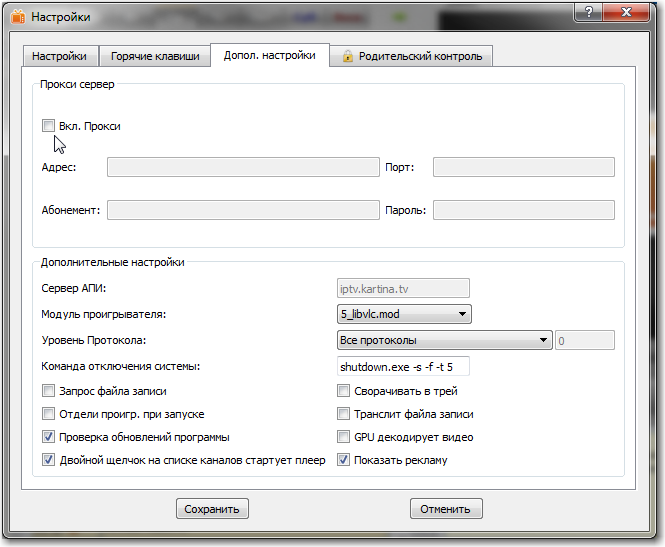 Настройки
Настройки Горячие клавиши Допол. настройки Родительский контроль
Прокси сервер
Вкл. Прокси
Адрес: Порт:
Абонемент: Пароль:
Дополнительные настройки
Сервер АПИ: iptv.kartina.tv
Модуль проигрывателя: 5_libvlc.mod
Уровень Протокола: Все протоколы 0
Команда отключения системы: shutdown.exe -s -f -t 5
Запрос файла записи Сворачивать в трей
Отдели проигр. при запуске Транслит файла записи
Проверка обновлений программы GPU декодирует видео
Двойной щелчок на списке каналов стартует плеер Показать рекламу
Сохранить Отменить